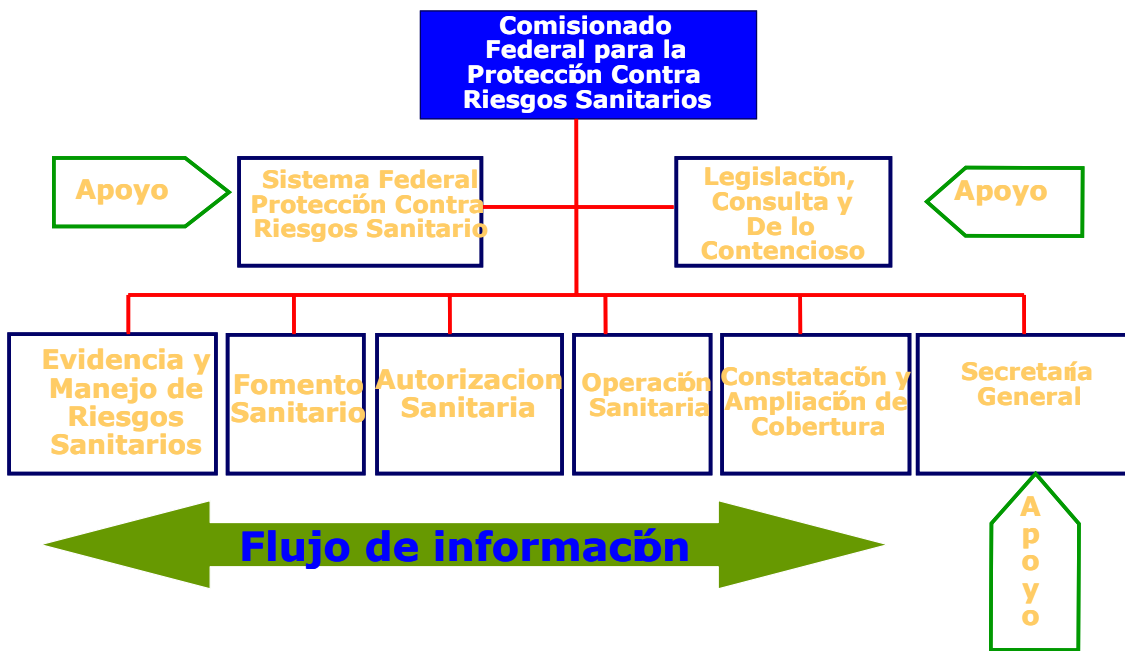 Comisionado
Federal para la
Protección Contra
Riesgos Sanitarios
Apoyo
Sistema Federal
Protección Contra
Riesgos Sanitario
Legislación,
Consulta y
De lo
Contencioso
Apoyo
Evidencia y
Manejo de
Riesgos
Sanitarios
Fomento
Sanitario
Autorizacion
Sanitaria
Operación
Sanitaria
Constatación y
Ampliación de
Cobertura
Secretaría
General
Flujo de información
A
p
o
y
o